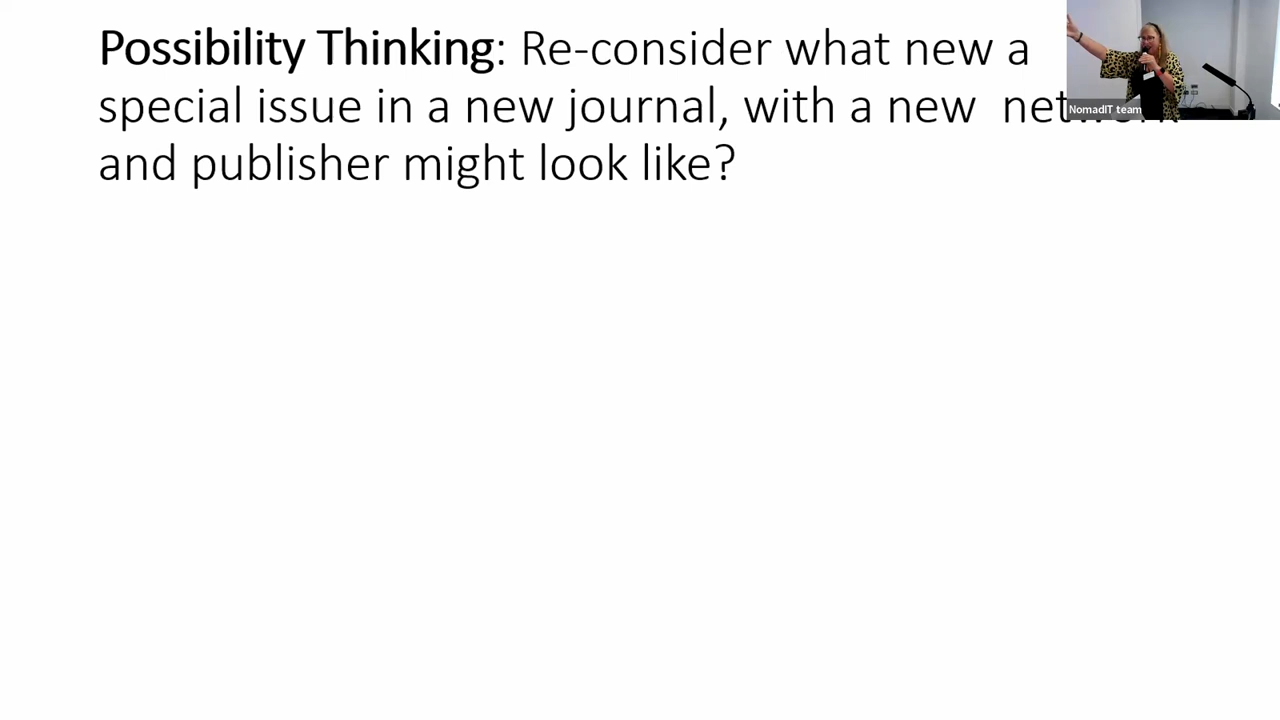 Possibility Thinking: Re-consider what new a
special issue in a new journal, with a new  network
and publisher might look like?
NomadIT team